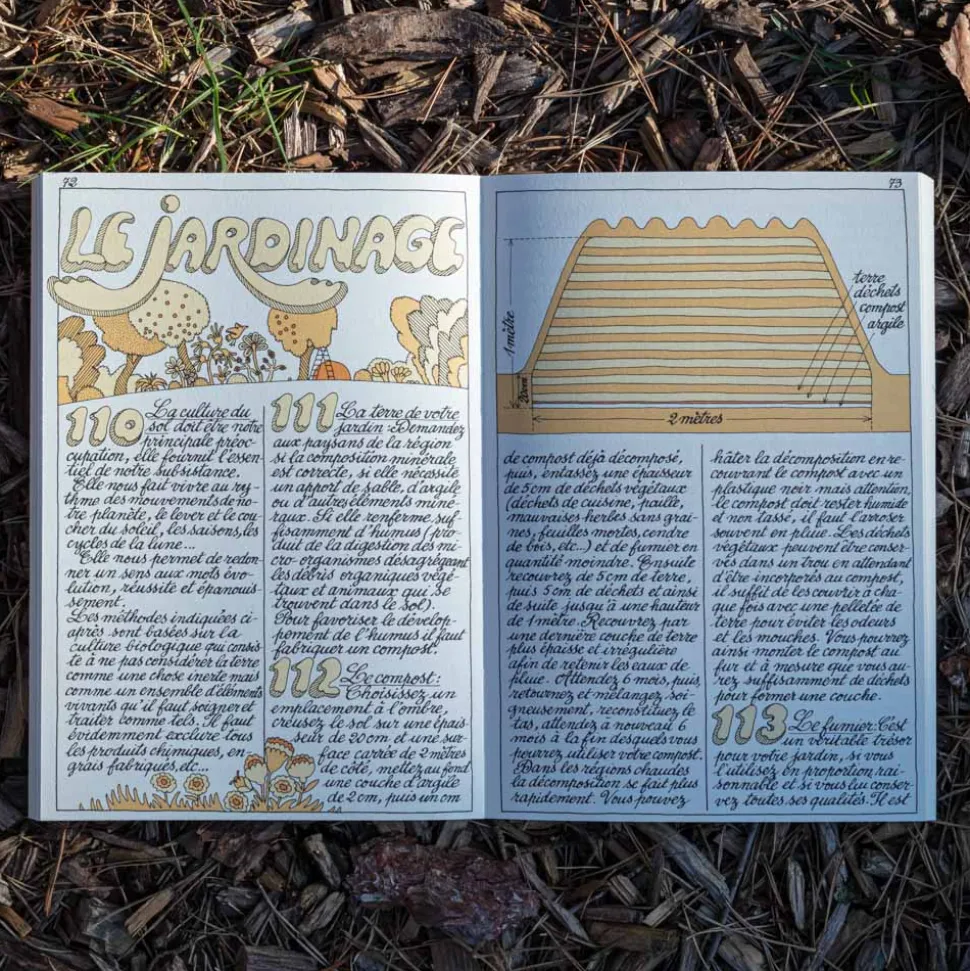 72
LE JARDINAGE
110 La culture du
sol doit être notre
principale préoc-
cupation, elle fournit l'essen-
tiel de notre subsistance.
Elle nous fait vivre au ry-
thme des mouvements de no-
tre planète, le lever et le cou-
cher du soleil, les saisons, les
cycles de la lune...
Elle nous permet de redon-
ner un sens aux mots évo-
lution, réussite et épanouis-
sement.
Les méthodes indiquées ci-
après sont basées sur la
culture biologique qui consis-
te à ne pas considérer la terre
comme une chose inerte mais
comme un ensemble d'éléments
vivants qu'il faut soigner et
traiter comme tels. Il faut
évidemment exclure tous
les produits chimiques, en-
grais fabriqués, etc...
111 La terre de votre
jardin: Demandez
aux paysans de la région
si la composition minérale
est correcte, si elle nécessite
un apport de sable, d'argile
ou d'autres éléments miné-
raux. Si elle renferme suf-
fisamment d'humus (pro-
duit de la digestion des mi-
cro-organismes désagrégeant
les débris organiques végé-
taux et animaux qui se
trouvent dans le sol).
Pour favoriser le dévelop-
pement de l'humus il faut
fabriquer un compost.
112 Le compost:
Choisissez un
emplacement à l'ombre,
creusez le sol sur une épais-
seur de 20 cm et une sur-
face carrée de 2 mètres
de côté, mettez au fond
une couche d'argile
de 2 cm, puis un cm
73
terre
déchets
compost
argile
1 mètre
20cm
2 mètres
de compost déjà décomposé,
puis, entassez une épaisseur
de 5 cm de déchets végétaux
(déchets de cuisine, paille,
mauvaises herbes sans grai-
nes, feuilles mortes, cendre
de bois, etc..) et de fumier en
quantité moindre. Ensuite
recouvrez de 5 cm de terre,
puis 5 cm de déchets et ainsi
de suite jusqu'à une hauteur
de 1 mètre. Recouvrez par
une dernière couche de terre
plus épaisse et irrégulière
afin de retenir les eaux de
pluie. Attendez 6 mois, puis
retournez et mélangez soi-
gneusement, reconstituez le
tas, attendez à nouveau 6
mois à la fin desquels vous
pourrez utiliser votre compost.
Dans les régions chaudes
la décomposition se fait plus
rapidement. Vous pouvez
hâter la décomposition en re-
couvrant le compost avec un
plastique noir mais attention,
le compost doit rester humide
et non tassé, il faut l'arroser
souvent en pluie. Les déchets
végétaux peuvent être conser-
vés dans un trou en attendant
d'être incorporés au compost,
il suffit de les couvrir à cha-
que fois avec une pelletée de
terre pour éviter les odeurs
et les mouches. Vous pourrez
ainsi monter le compost au
fur et à mesure que vous au-
rez suffisamment de déchets
pour former une couche.
113 Le fumier: C'est
un véritable trésor
pour votre jardin, si vous
l'utilisez en proportion rai-
sonnable et si vous lui conser-
vez toutes ses qualités. Il est